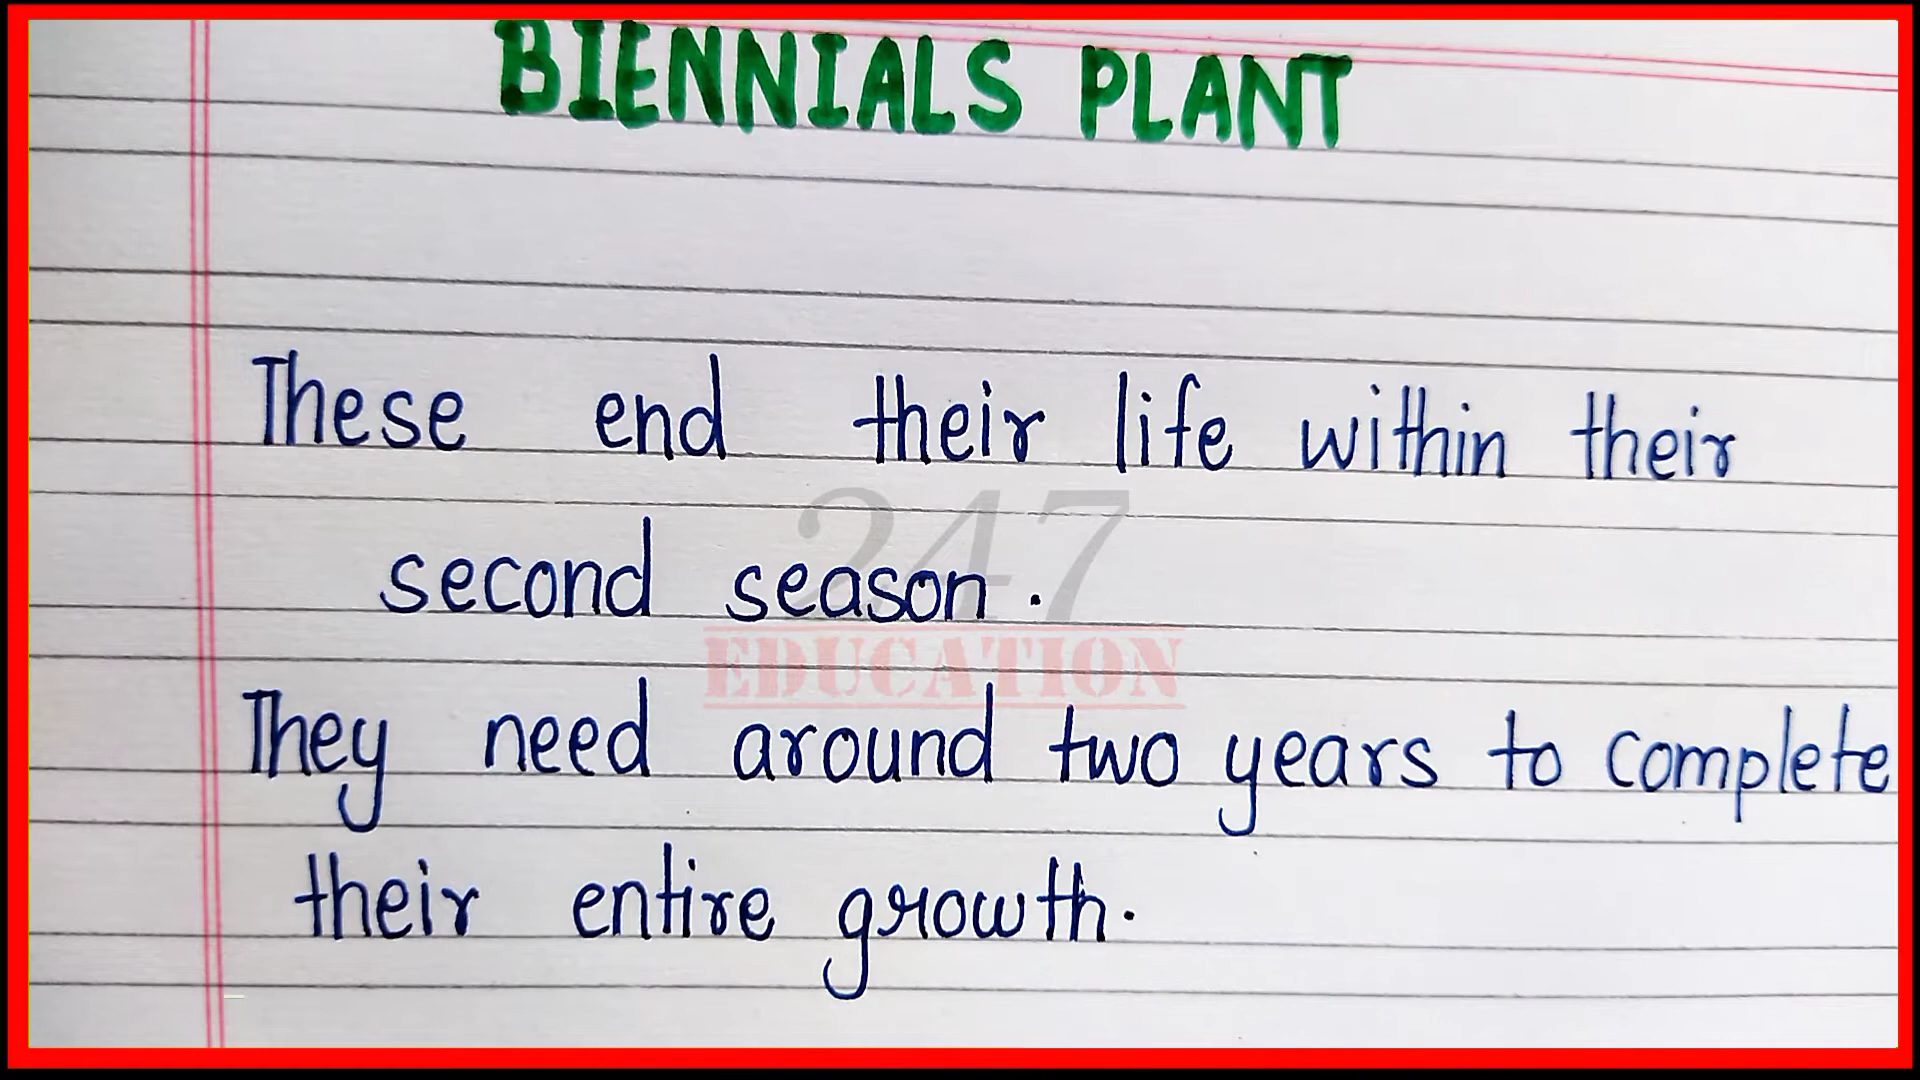 BIENNIALS PLANT
These end their life within their
second season.
247
EDUCATION
They need around two years to complete
their entire growth.